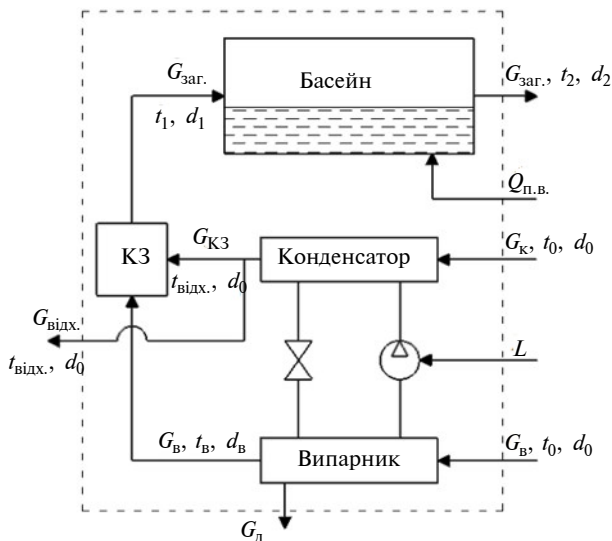 Gзаг.
t1, d1
Басейн
Gзаг., t2, d2
Qп.в.
КЗ
GКЗ
tвідх., d0
Конденсатор
Gк, t0, d0
Gвідх.
tвідх., d0
L
Gв, tв, dв
Випарник
Gв, t0, d0
Gд